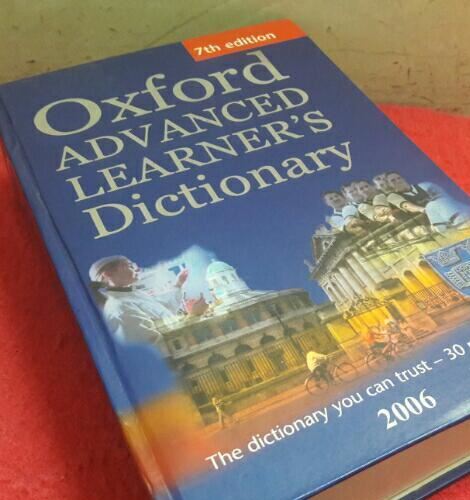 7th edition
Oxford
ADVANCED
LEARNER'S
Dictionary
The dictionary you can trust – 30
2006